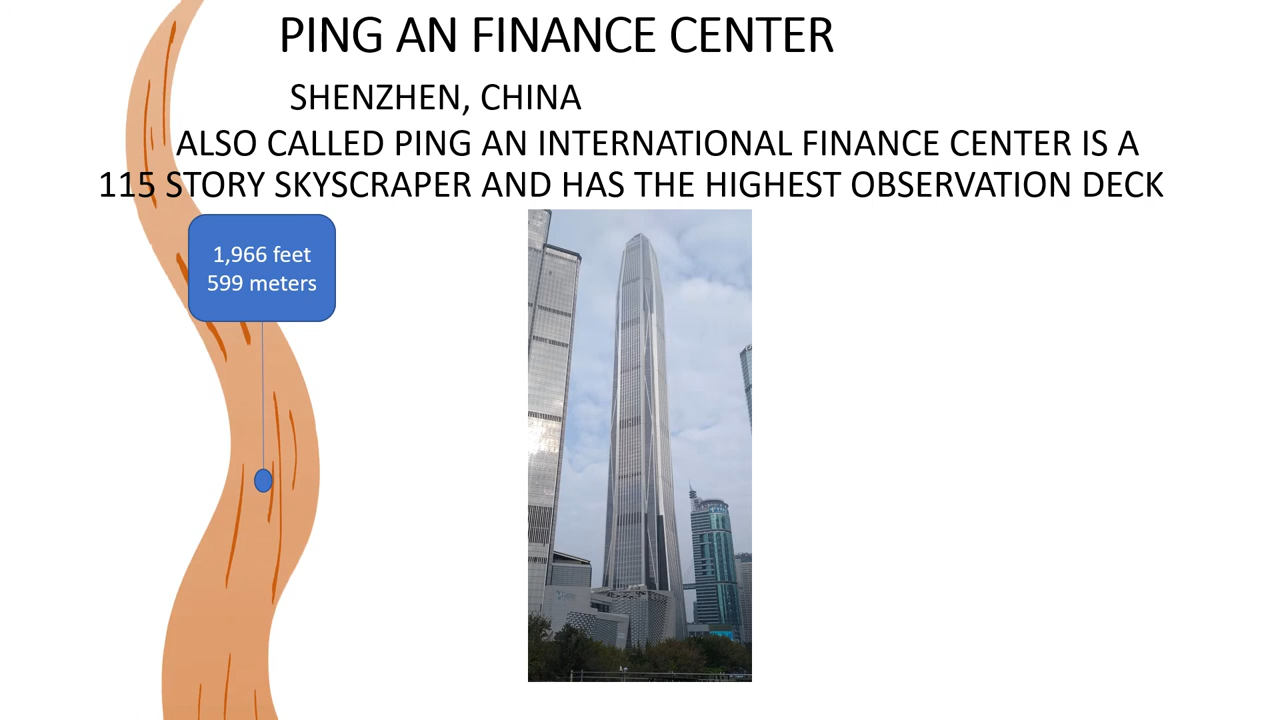 PING AN FINANCE CENTER
SHENZHEN, CHINA
ALSO CALLED PING AN INTERNATIONAL FINANCE CENTER IS A
115 STORY SKYSCRAPER AND HAS THE HIGHEST OBSERVATION DECK
1,966 feet
599 meters